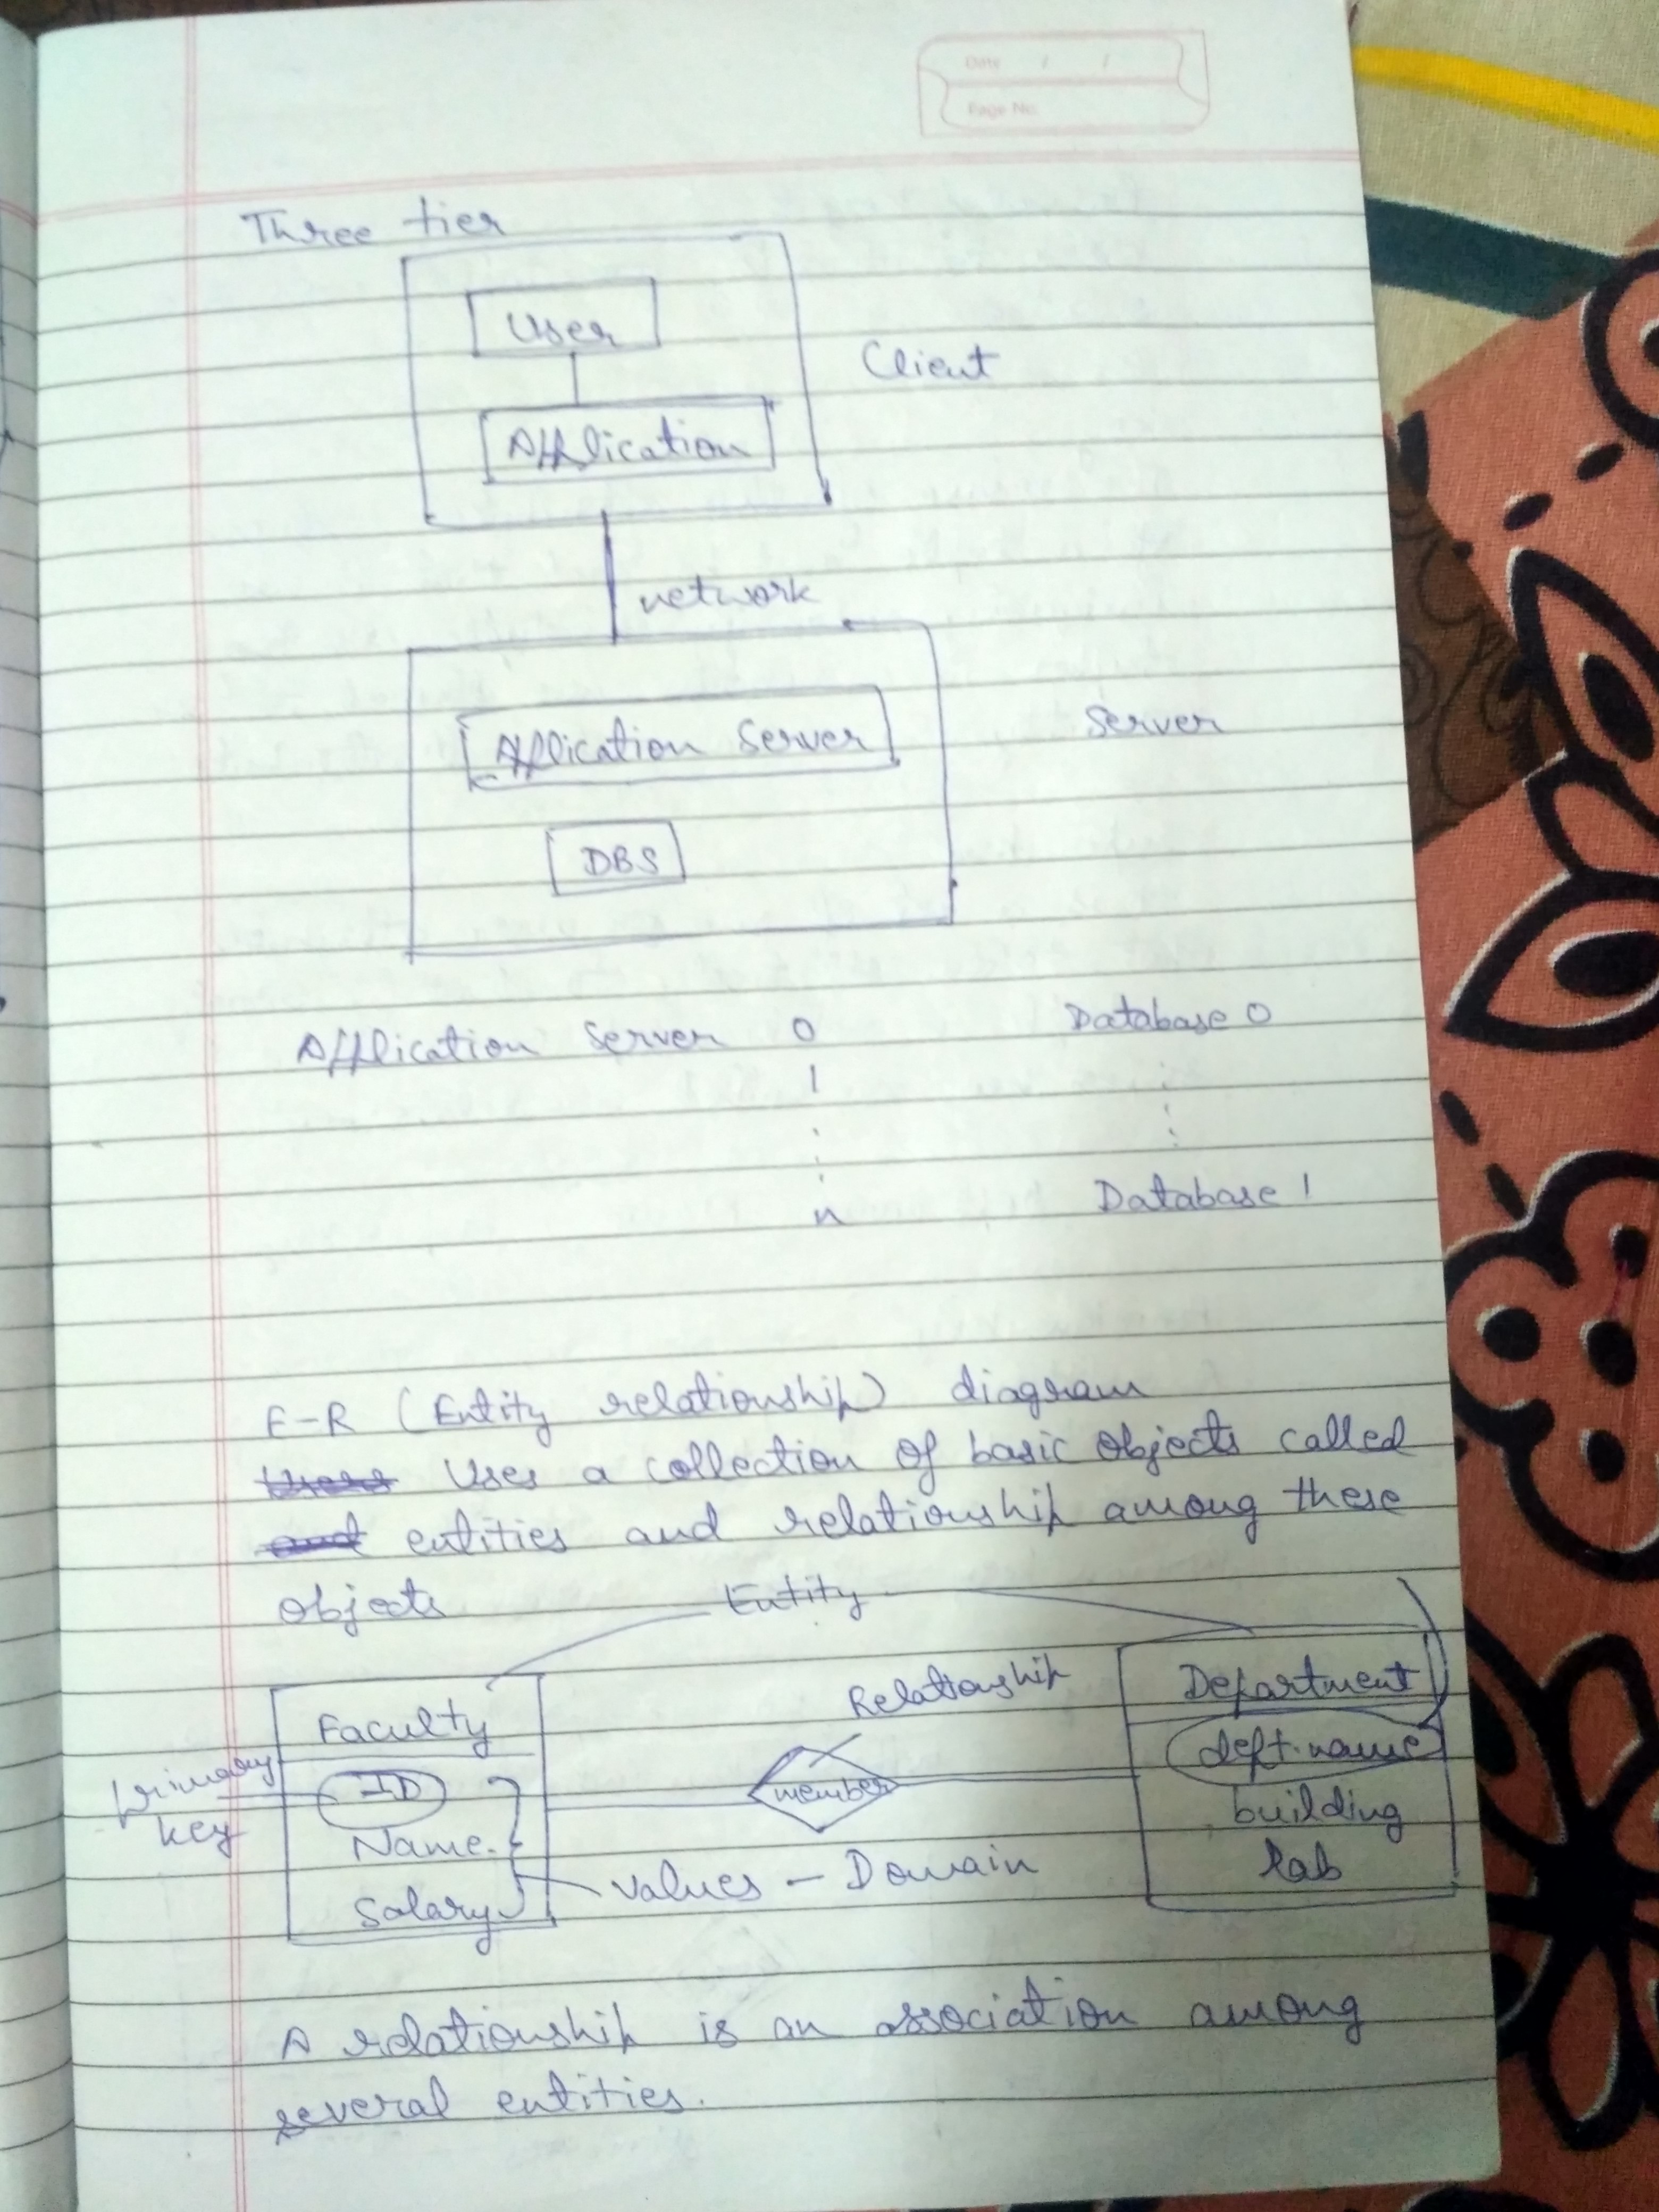 Date / /
Page No.
Three tier
User
Client
Application
network
Application Server
Server
DBS
Application Server 0
Database 0
1
n
Database 1
E-R (Entity relationship) diagram
Uses a collection of basic objects called
entities and relationship among these
objects
Entity
Relationship
Department
Faculty
dept.name
primary
key
ID
member
building
Name
Values - Domain
lab
Salary
A relationship is an association among
several entities.